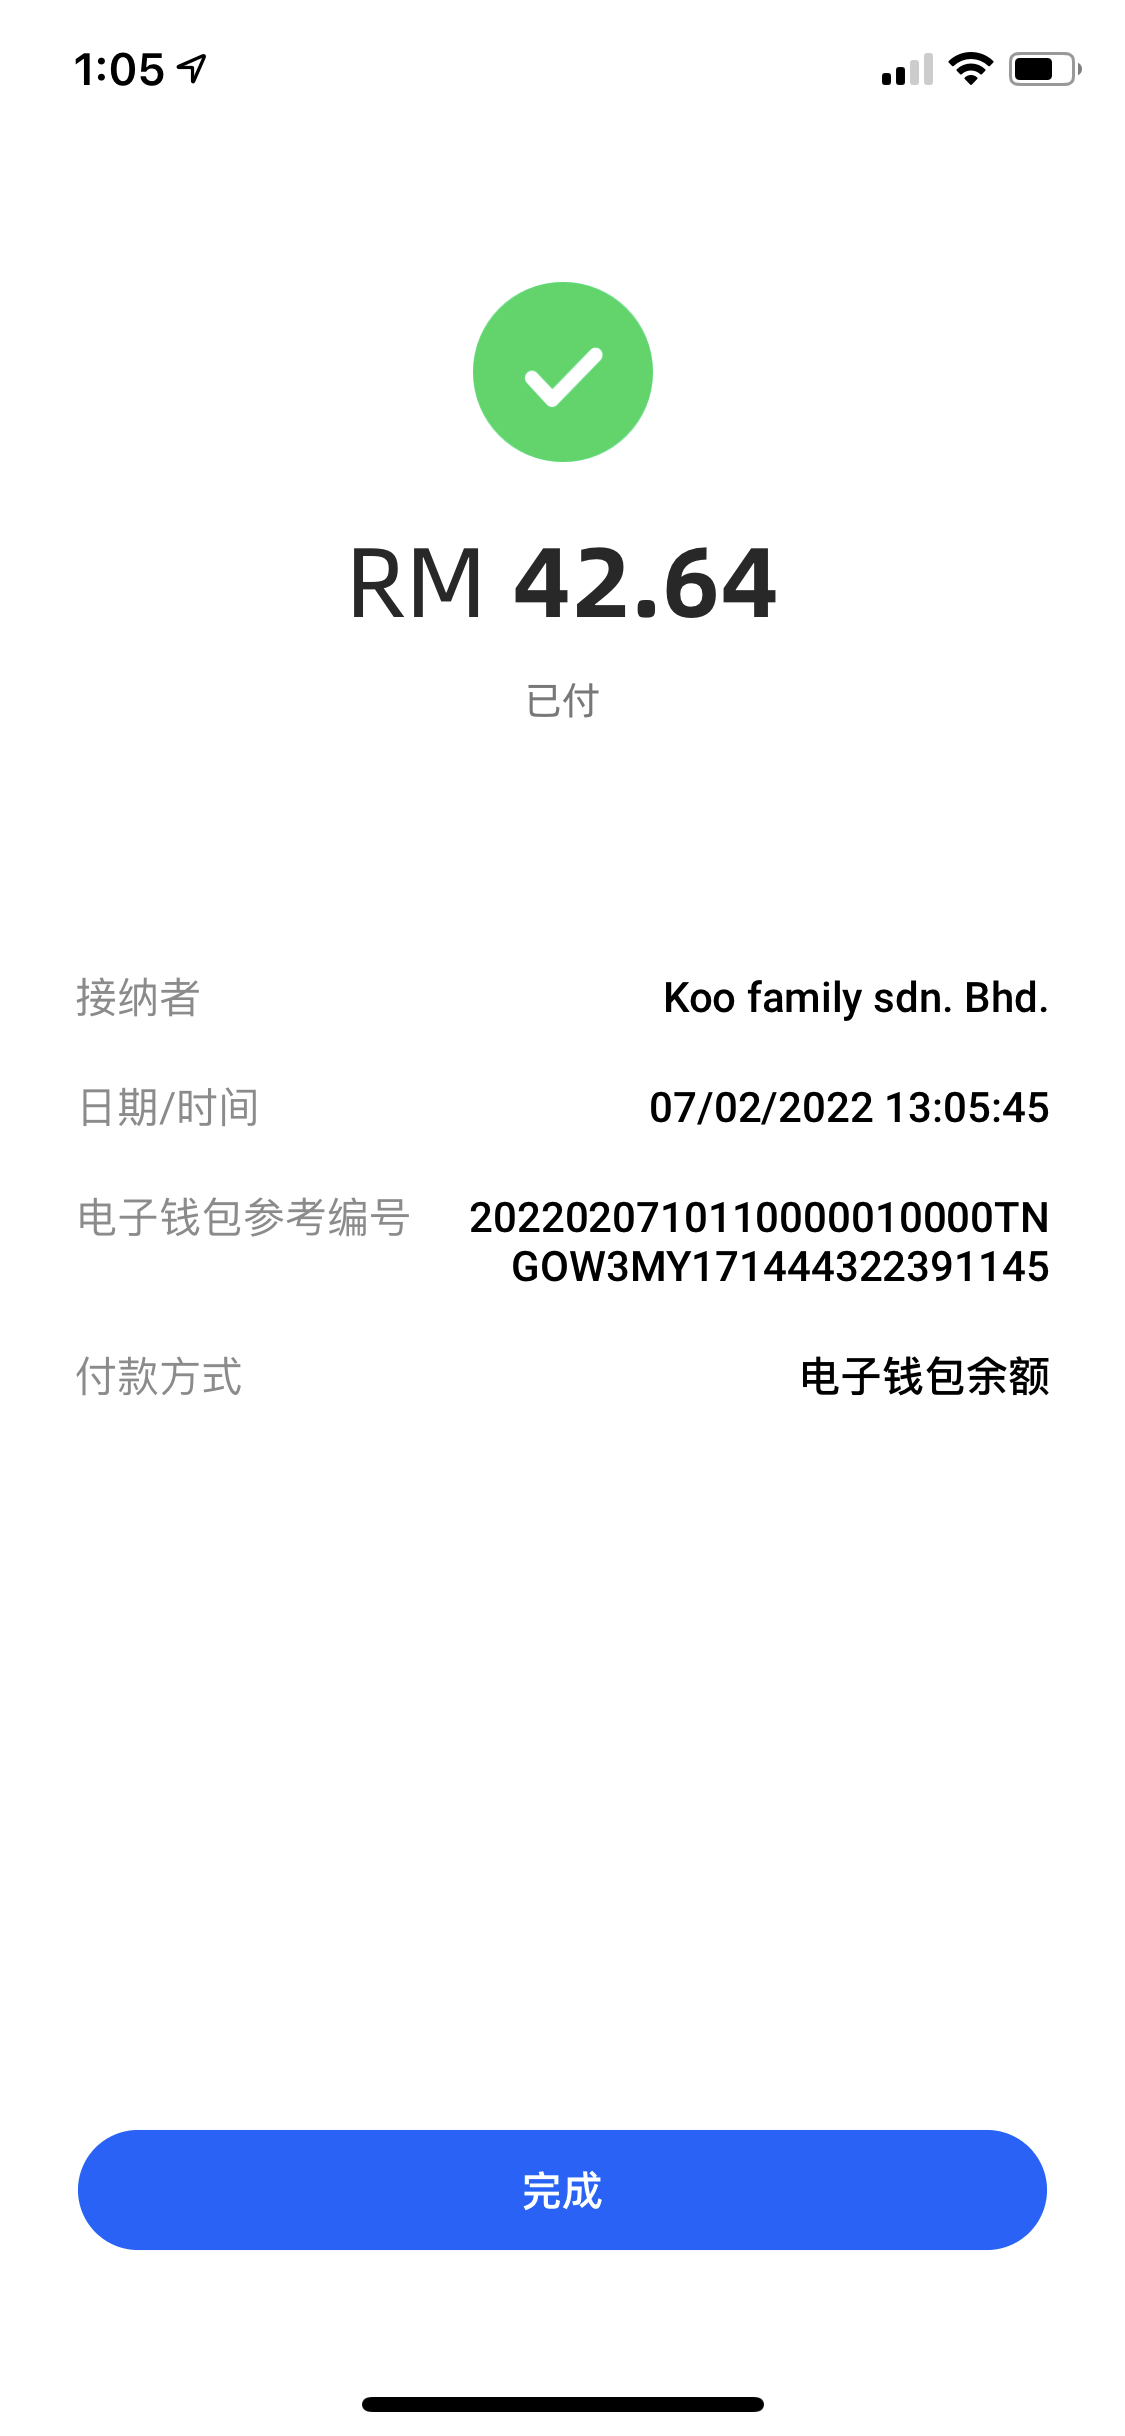 1:05
RM 42.64
已付
接纳者 Koo family sdn. Bhd.
日期/时间 07/02/2022 13:05:45
电子钱包参考编号 20220207101110000010000TN
GOW3MY171444322391145
付款方式 电子钱包余额
完成